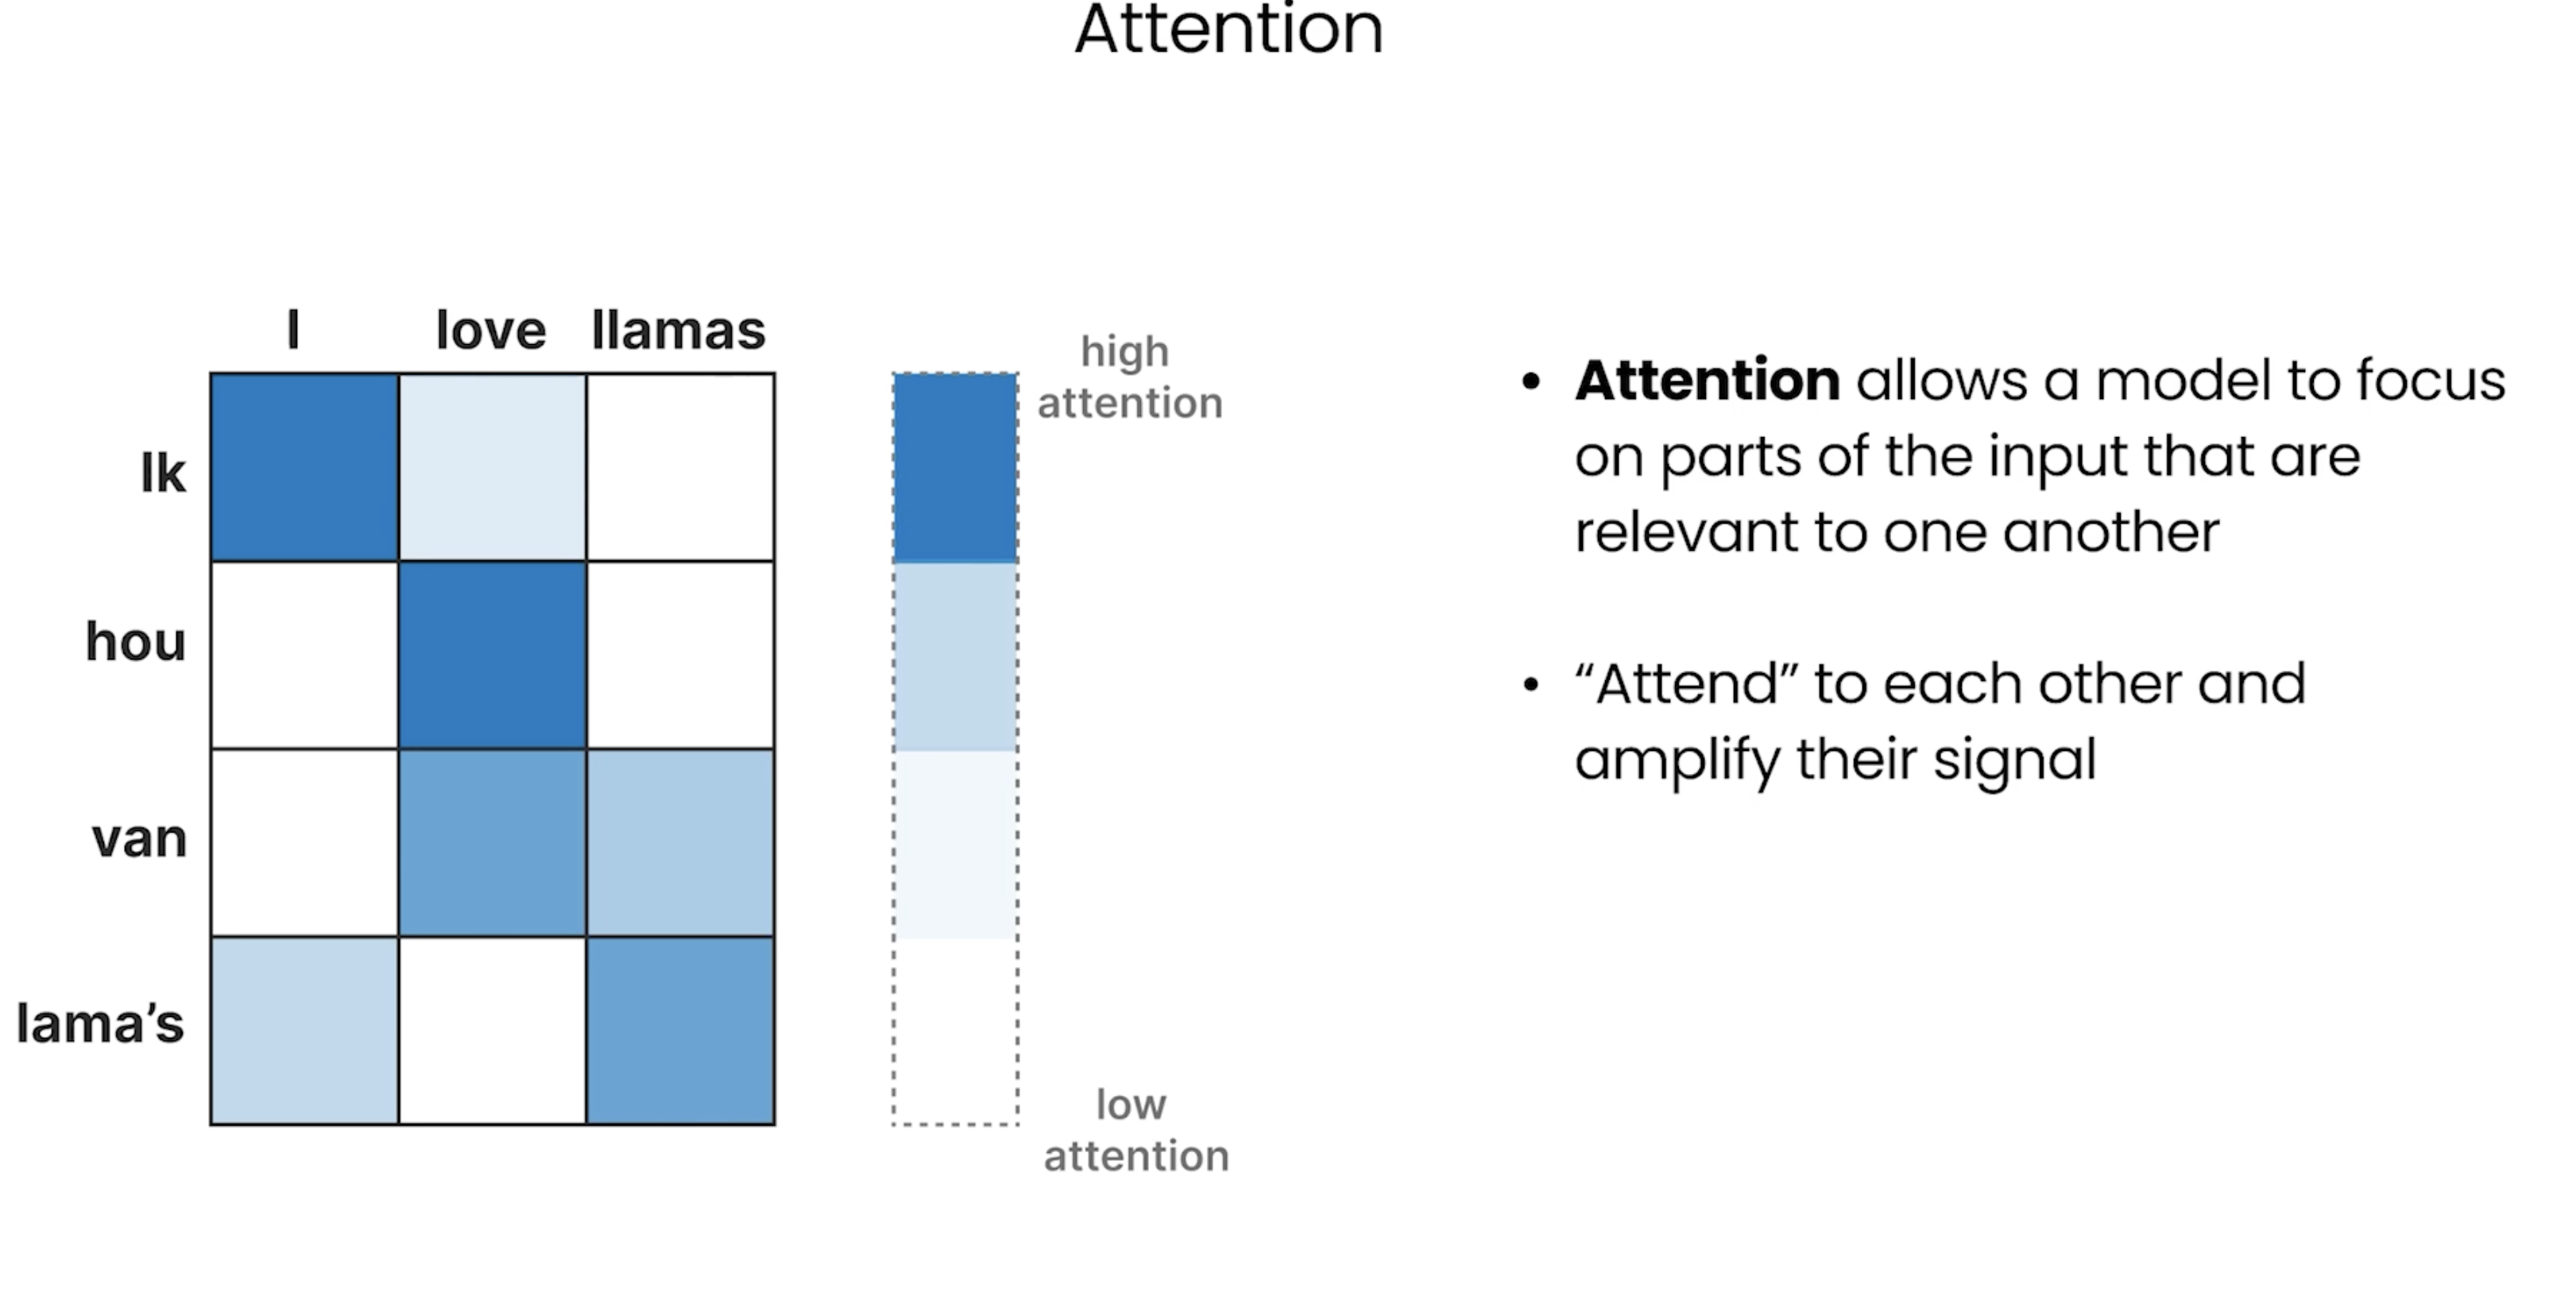 Attention
I love llamas
Ik
hou
van
lama’s
high
attention
low
attention
• Attention allows a model to focus
on parts of the input that are
relevant to one another
• “Attend” to each other and
amplify their signal